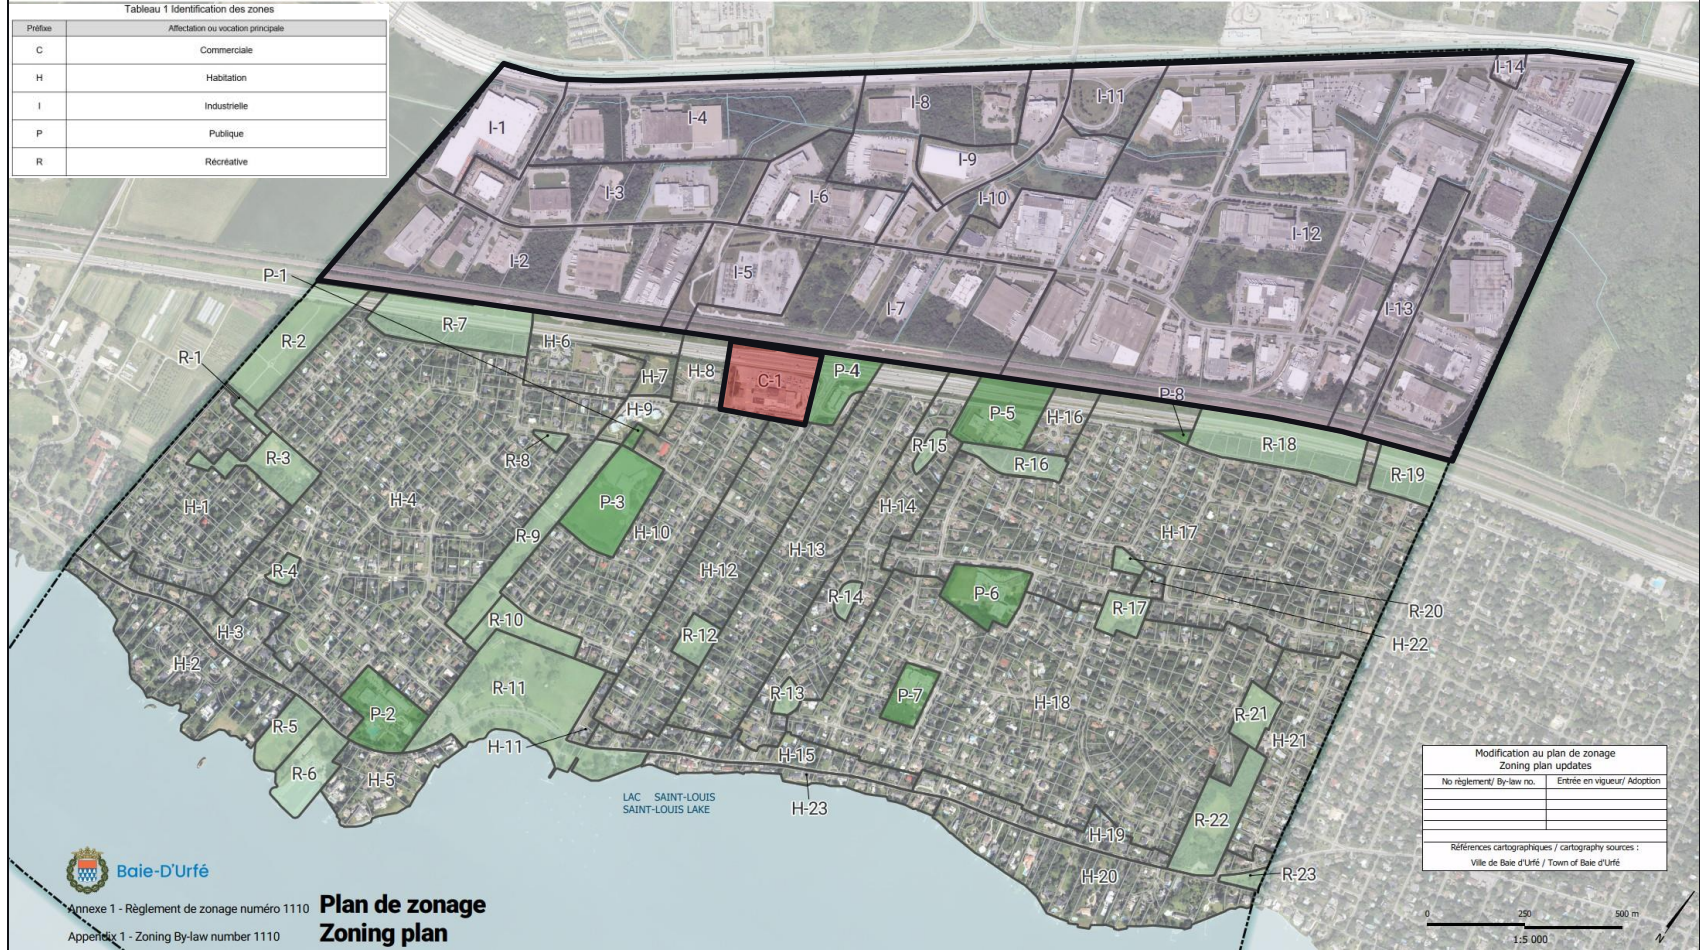 Tableau 1 Identification des zones
Préfixe Affectation ou vocation principale
C Commerciale
H Habitation
I Industrielle
P Publique
R Récréative
I-14
I-11
I-8
I-4
I-1
I-9
I-3
I-6
I-10
I-12
I-2
I-5
P-1
I-7
I-13
R-7
R-2
H-6
R-1
H-7
H-8
C-1
P-4
P-8
H-9
P-5
H-16
R-15
R-18
R-8
R-3
R-16
R-19
H-4
P-3
H-1
H-14
R-9
H-10
H-17
H-13
R-4
H-12
P-6
R-14
R-17
R-20
R-10
H-3
R-12
H-22
H-2
R-11
R-13
P-7
H-18
P-2
R-21
R-5
H-21
H-11
H-15
R-6
H-5
LAC SAINT-LOUIS
SAINT-LOUIS LAKE
H-23
R-22
H-19
H-20
R-23
Modification au plan de zonage
Zoning plan updates
No règlement/ By-law no. Entrée en vigueur/ Adoption
Références cartographiques / cartography sources :
Ville de Baie d'Urfé / Town of Baie d'Urfé
Baie-D'Urfé
Annexe 1 - Règlement de zonage numéro 1110
Appendix 1 - Zoning By-law number 1110
Plan de zonage
Zoning plan
0 250 500 m
1:5 000
N